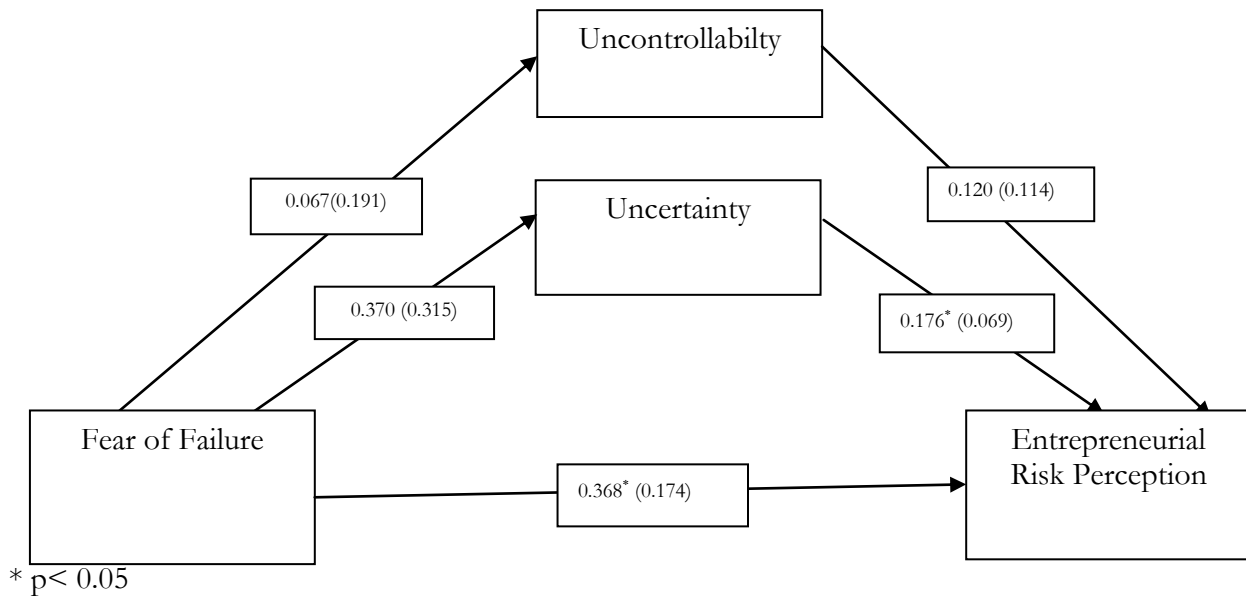 Uncontrollabilty
0.067(0.191)
0.120 (0.114)
Uncertainty
0.370 (0.315)
0.176* (0.069)
Fear of Failure
Entrepreneurial
Risk Perception
0.368* (0.174)
* p< 0.05